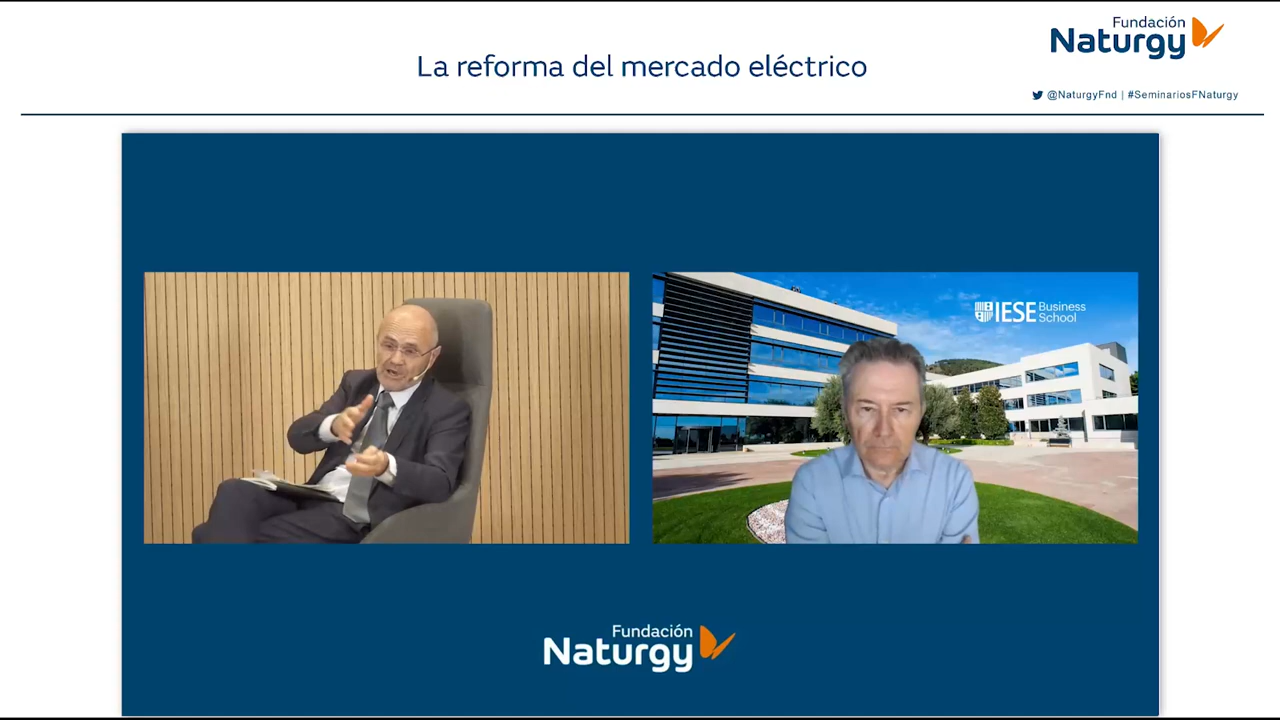 Fundación
Naturgy
La reforma del mercado eléctrico
@NaturgyFnd | #SeminariosFNaturgy
IESE Business
School
Fundación
Naturgy